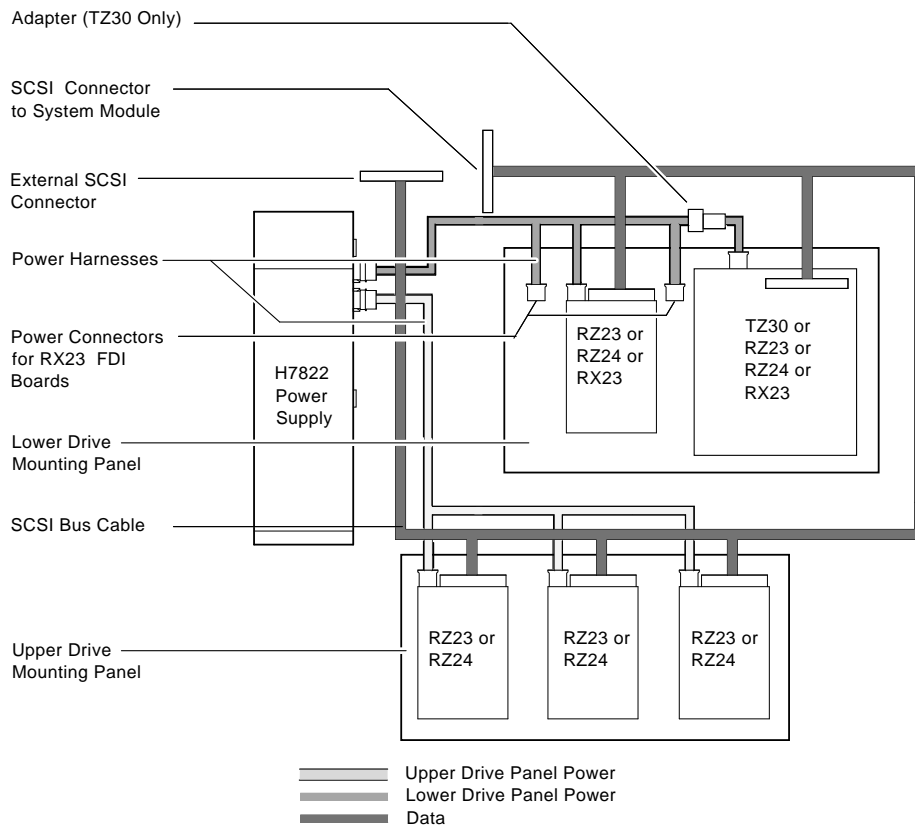 Adapter (TZ30 Only)
SCSI Connector
to System Module
External SCSI
Connector
Power Harnesses
Power Connectors
for RX23 FDI
Boards
H7822
Power
Supply
RZ23 or
RZ24 or
RX23
TZ30 or
RZ23 or
RZ24 or
RX23
Lower Drive
Mounting Panel
SCSI Bus Cable
Upper Drive
Mounting Panel
RZ23 or
RZ24
RZ23 or
RZ24
RZ23 or
RZ24
Upper Drive Panel Power
Lower Drive Panel Power
Data